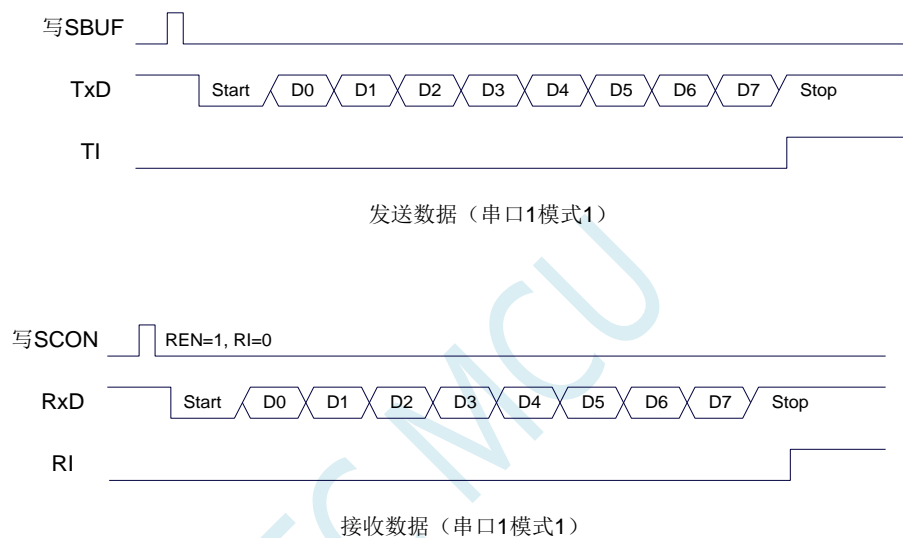 写SBUF
TxD Start D0 D1 D2 D3 D4 D5 D6 D7 Stop
TI
发送数据（串口1模式1）
写SCON REN=1, RI=0
RxD Start D0 D1 D2 D3 D4 D5 D6 D7 Stop
RI
接收数据（串口1模式1）
MCU